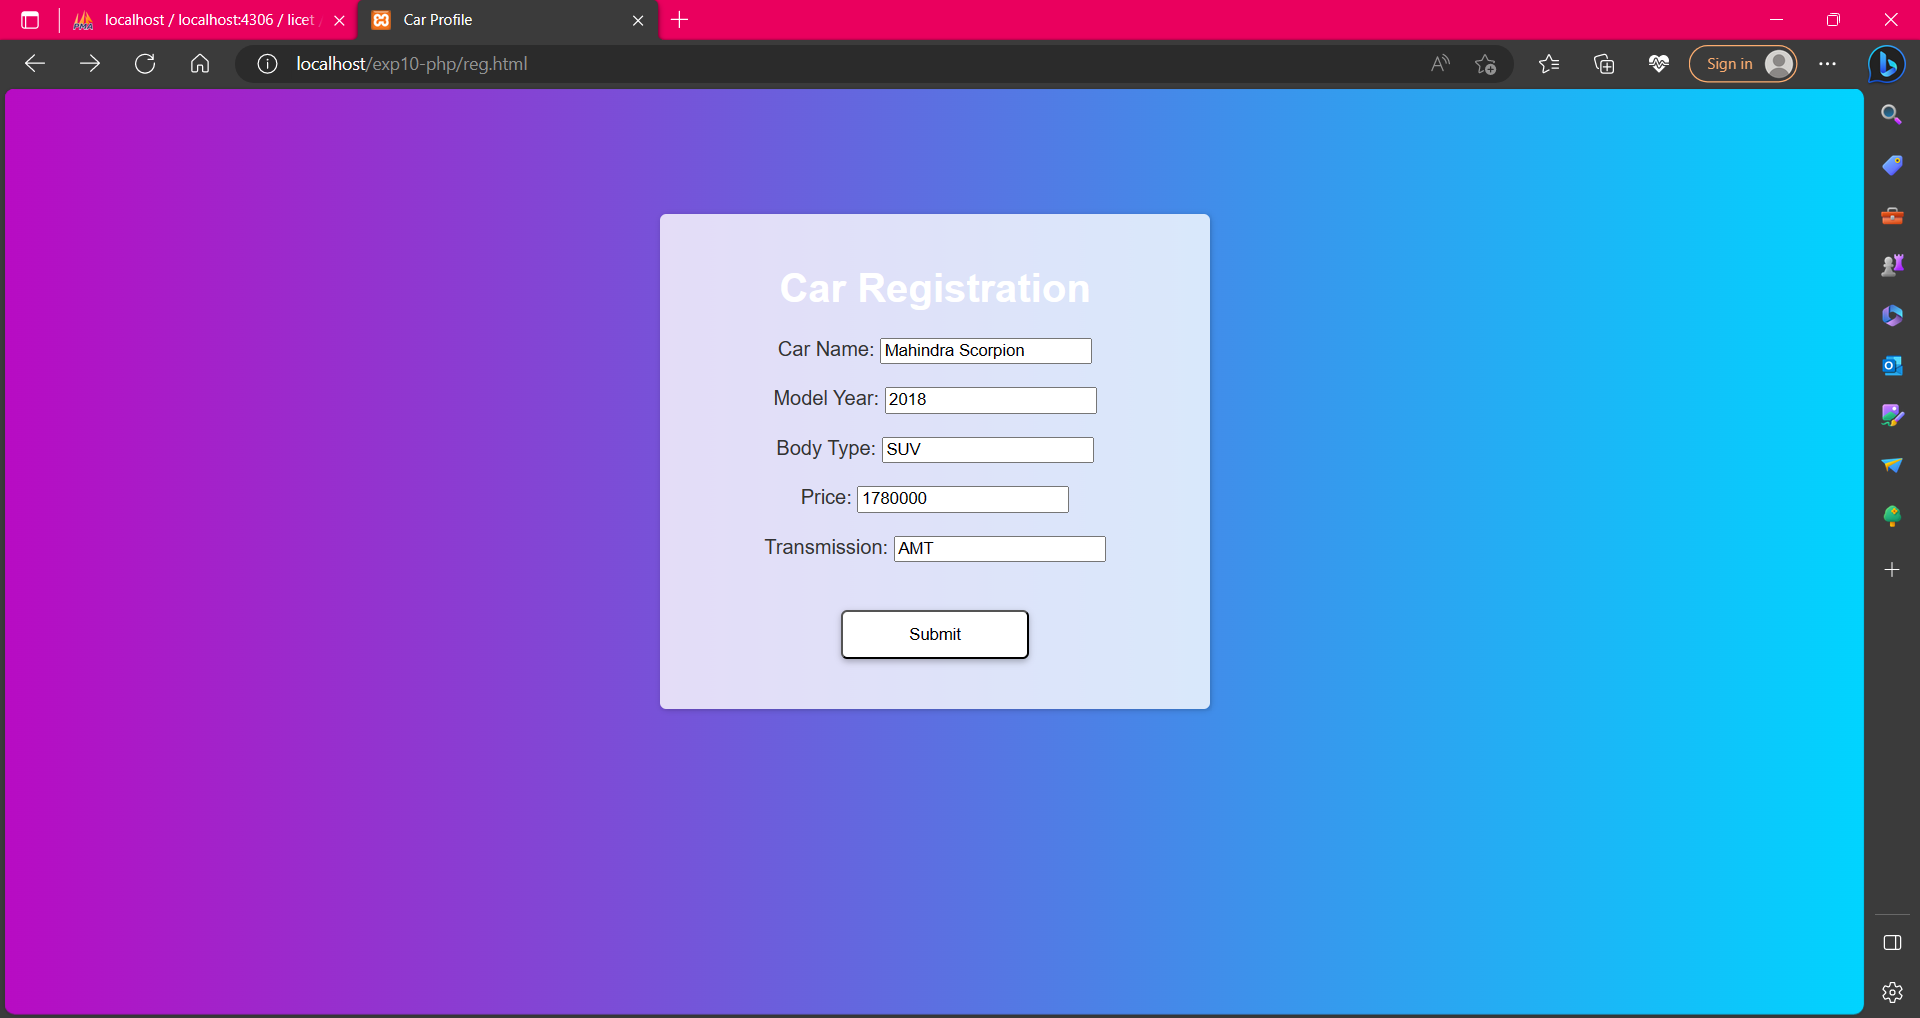 localhost / localhost:4306 / licet
Car Profile
localhost/exp10-php/reg.html
Sign in
Car Registration
Car Name: Mahindra Scorpion
Model Year: 2018
Body Type: SUV
Price: 1780000
Transmission: AMT
Submit